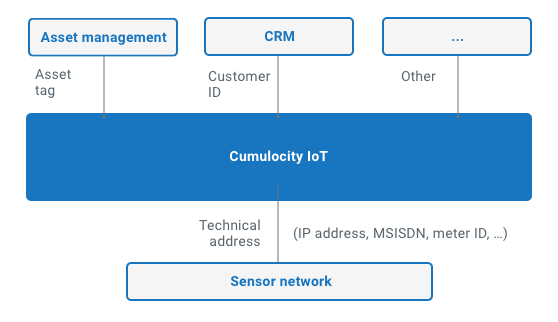 Asset management
CRM
...
Asset
tag
Customer
ID
Other
Cumulocity IoT
Technical
address
(IP address, MSISDN, meter ID, …)
Sensor network